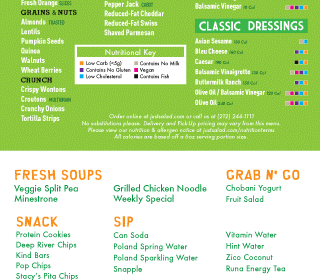 Fresh Orange SLICES
GRAINS & NUTS
Almonds TOASTED
Lentils
Pumpkin Seeds
Quinoa
Walnuts
Wheat Berries
CRUNCH
Crispy Wontons
Croutons MULTIGRAIN
Crunchy Onions
Tortilla Strips
Pepper Jack CABOT
Reduced-Fat Cheddar
Reduced-Fat Swiss
Shaved Parmesan
Nutritional Key
Low Carb (<5g)
Contains No Gluten
Low Cholesterol
Contains No Milk
Vegan
Contains Fish
Balsamic Vinegar
CLASSIC DRESSINGS
Asian Sesame
Bleu Cheese
Caesar
Balsamic Vinaigrette
Buttermilk Ranch
Olive Oil / Balsamic Vinegar
Olive Oil
Order online at justsalad.com or call us at (212) 244-1111
No substitutions please. Delivery and Pick-Up pricing may vary from this menu.
Please view our nutrition & allergen notice at justsalad.com/nutritionfacts
All calories are based off a 1oz serving portion size.
FRESH SOUPS
Veggie Split Pea
Minestrone
Grilled Chicken Noodle
Weekly Special
GRAB N' GO
Chobani Yogurt
Fruit Salad
SNACK
Protein Cookies
Deep River Chips
Kind Bars
Pop Chips
Stacy's Pita Chips
SIP
Can Soda
Poland Spring Water
Poland Sparkling Water
Snapple
Vitamin Water
Hint Water
Zico Coconut
Runa Energy Tea